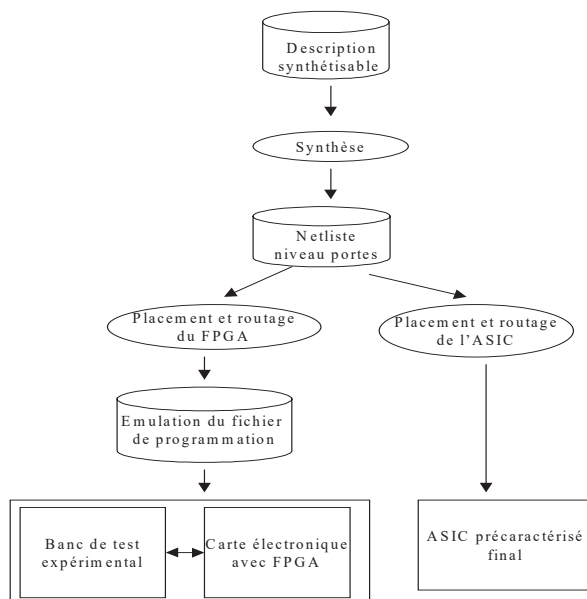 Description
synthétisable
Synthèse
Netliste
niveau portes
Placement et routage
du FPGA
Placement et routage
de l'ASIC
Emulation du fichier
de programmation
Banc de test
expérimental
Carte électronique
avec FPGA
ASIC précaractérisé
final